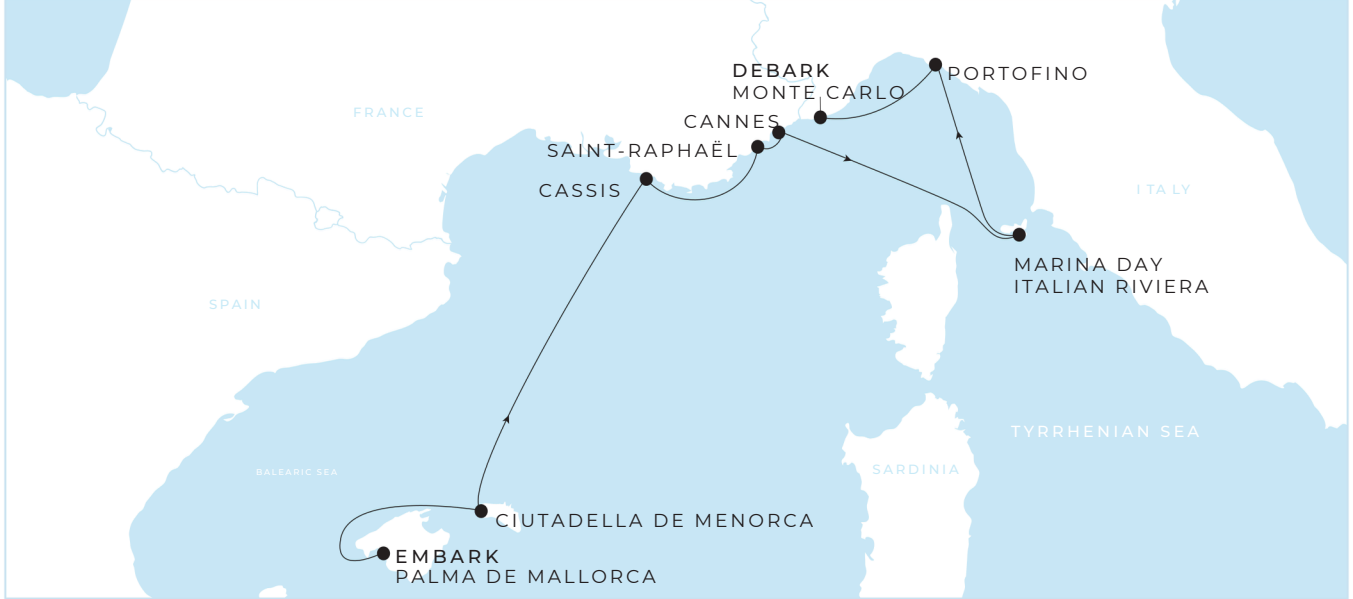 DEBARK
MONTE CARLO
PORTOFINO
FRANCE
CANNES
SAINT-RAPHAËL
CASSIS
ITALY
MARINA DAY
ITALIAN RIVIERA
SPAIN
TYRRHENIAN SEA
BALEARIC SEA
SARDINIA
CIUTADELLA DE MENORCA
EMBARK
PALMA DE MALLORCA